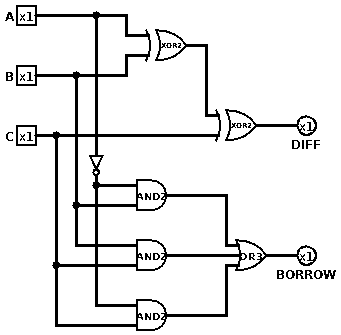 A x1
XOR2
B x1
XOR2
C x1
x1
DIFF
AND2
AND2
OR3
x1
BORROW
AND2